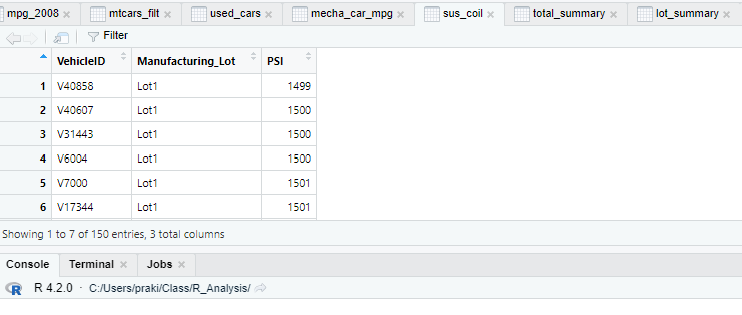 mpg_2008 mtcars_filt used_cars mecha_car_mpg sus_coil total_summary lot_summary
Filter
VehicleID Manufacturing_Lot PSI
1 V40858 Lot1 1499
2 V40607 Lot1 1500
3 V31443 Lot1 1500
4 V6004 Lot1 1500
5 V7000 Lot1 1501
6 V17344 Lot1 1501
Showing 1 to 7 of 150 entries, 3 total columns
Console Terminal Jobs
R R 4.2.0 · C:/Users/praki/Class/R_Analysis/